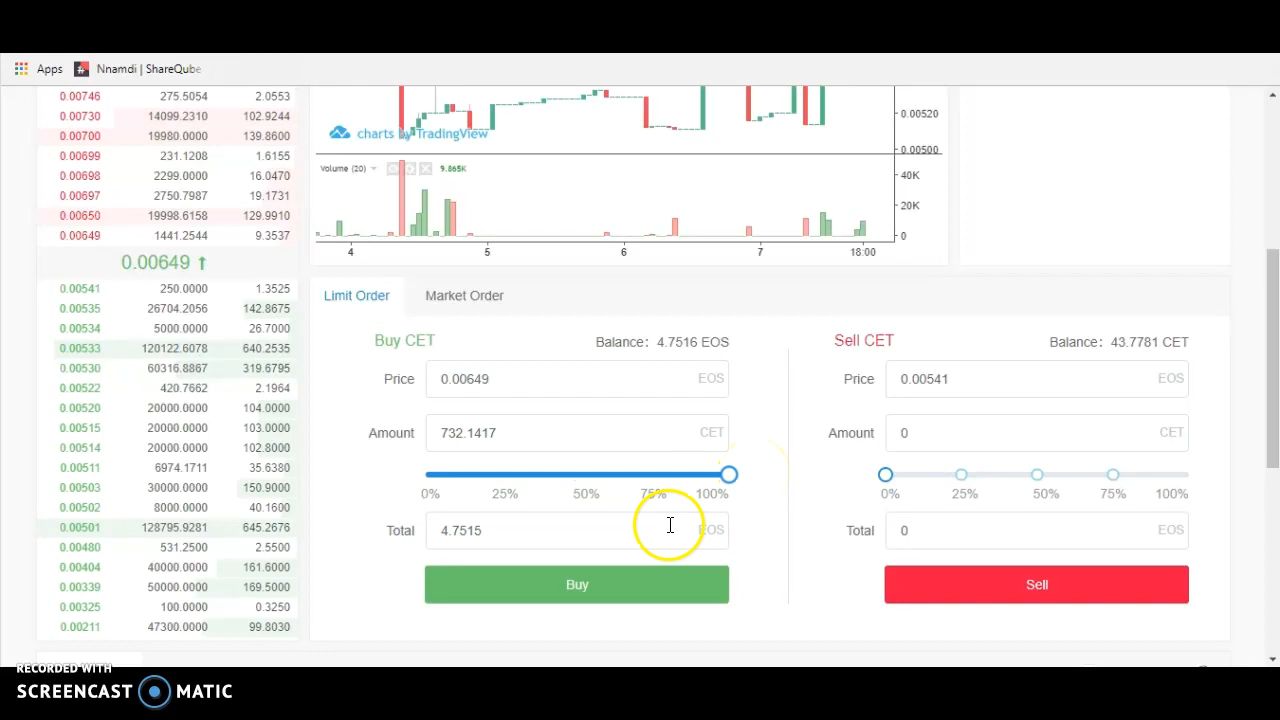 Apps Nnamdi | ShareQube
0.00746 275.5054 2.0553
0.00730 14099.2310 102.9244
0.00700 19980.0000 139.8600
0.00699 231.1208 1.6155
0.00698 2299.0000 16.0470
0.00697 2750.7987 19.1731
0.00650 19998.6158 129.9910
0.00649 1441.2544 9.3537
0.00649 ↑
0.00541 250.0000 1.3525
0.00535 26704.2056 142.8675
0.00534 5000.0000 26.7000
0.00533 120122.6078 640.2535
0.00530 60316.8867 319.6795
0.00522 420.7662 2.1964
0.00520 20000.0000 104.0000
0.00515 20000.0000 103.0000
0.00514 20000.0000 102.8000
0.00511 6974.1711 35.6380
0.00503 30000.0000 150.9000
0.00502 8000.0000 40.1600
0.00501 128795.9281 645.2676
0.00480 531.2500 2.5500
0.00404 40000.0000 161.6000
0.00339 50000.0000 169.5000
0.00325 100.0000 0.3250
0.00211 47300.0000 99.8030
0.00520
charts by TradingView
0.00500
Volume (20) 9.865K
40K
20K
0
4 5 6 7 18:00
Limit Order Market Order
Buy CET Balance: 4.7516 EOS
Price 0.00649 EOS
Amount 732.1417 CET
0% 25% 50% 75% 100%
Total 4.7515 EOS
Buy
Sell CET Balance: 43.7781 CET
Price 0.00541 EOS
Amount 0 CET
0% 25% 50% 75% 100%
Total 0 EOS
Sell
RECORDED WITH
SCREENCAST MATIC